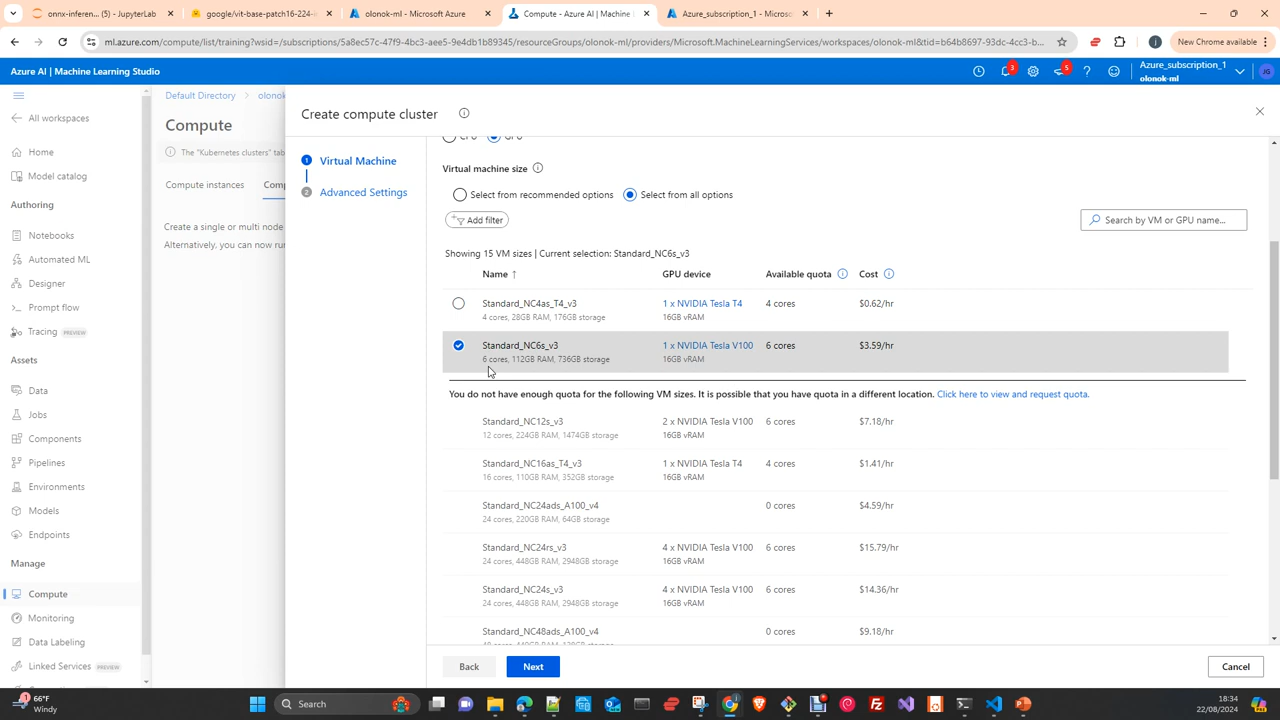 onnx-inferen... (5) - JupyterLab
google/vit-base-patch16-224-i
olonok-ml - Microsoft Azure
Compute - Azure AI | Machine L
Azure_subscription_1 - Microso
ml.azure.com/compute/list/training?wsid=/subscriptions/5a8ec57c-47f9-4bc3-aee5-9e4db1b89345/resourceGroups/olonok-ml/providers/Microsoft.MachineLearningServices/workspaces/olonok-ml&tid=b64b8697-93dc-4cc3-b...
New Chrome available
Azure AI | Machine Learning Studio
3
5
Azure_subscription_1
olonok-ml
JG
All workspaces
Home
Model catalog
Authoring
Notebooks
Automated ML
Designer
Prompt flow
Tracing PREVIEW
Assets
Data
Jobs
Components
Pipelines
Environments
Models
Endpoints
Manage
Compute
Monitoring
Data Labeling
Linked Services PREVIEW
Default Directory > olonok
Compute
The "Kubernetes clusters" tab
Compute instances Comp
Create a single or multi node
Alternatively, you can now run
Create compute cluster
1 Virtual Machine
2 Advanced Settings
CPU GPU
Virtual machine size
Select from recommended options Select from all options
Add filter
Search by VM or GPU name...
Showing 15 VM sizes | Current selection: Standard_NC6s_v3
Name ↑ GPU device Available quota Cost
Standard_NC4as_T4_v3 1 x NVIDIA Tesla T4 4 cores $0.62/hr
4 cores, 28GB RAM, 176GB storage 16GB vRAM
Standard_NC6s_v3 1 x NVIDIA Tesla V100 6 cores $3.59/hr
6 cores, 112GB RAM, 736GB storage 16GB vRAM
You do not have enough quota for the following VM sizes. It is possible that you have quota in a different location. Click here to view and request quota.
Standard_NC12s_v3 2 x NVIDIA Tesla V100 6 cores $7.18/hr
12 cores, 224GB RAM, 1474GB storage 16GB vRAM
Standard_NC16as_T4_v3 1 x NVIDIA Tesla T4 4 cores $1.41/hr
16 cores, 110GB RAM, 352GB storage 16GB vRAM
Standard_NC24ads_A100_v4 0 cores $4.59/hr
24 cores, 220GB RAM, 64GB storage
Standard_NC24rs_v3 4 x NVIDIA Tesla V100 6 cores $15.79/hr
24 cores, 448GB RAM, 2948GB storage 16GB vRAM
Standard_NC24s_v3 4 x NVIDIA Tesla V100 6 cores $14.36/hr
24 cores, 448GB RAM, 2948GB storage 16GB vRAM
Standard_NC48ads_A100_v4 0 cores $9.18/hr
Back Next Cancel
1
66°F
Windy
Search
18:34
22/08/2024